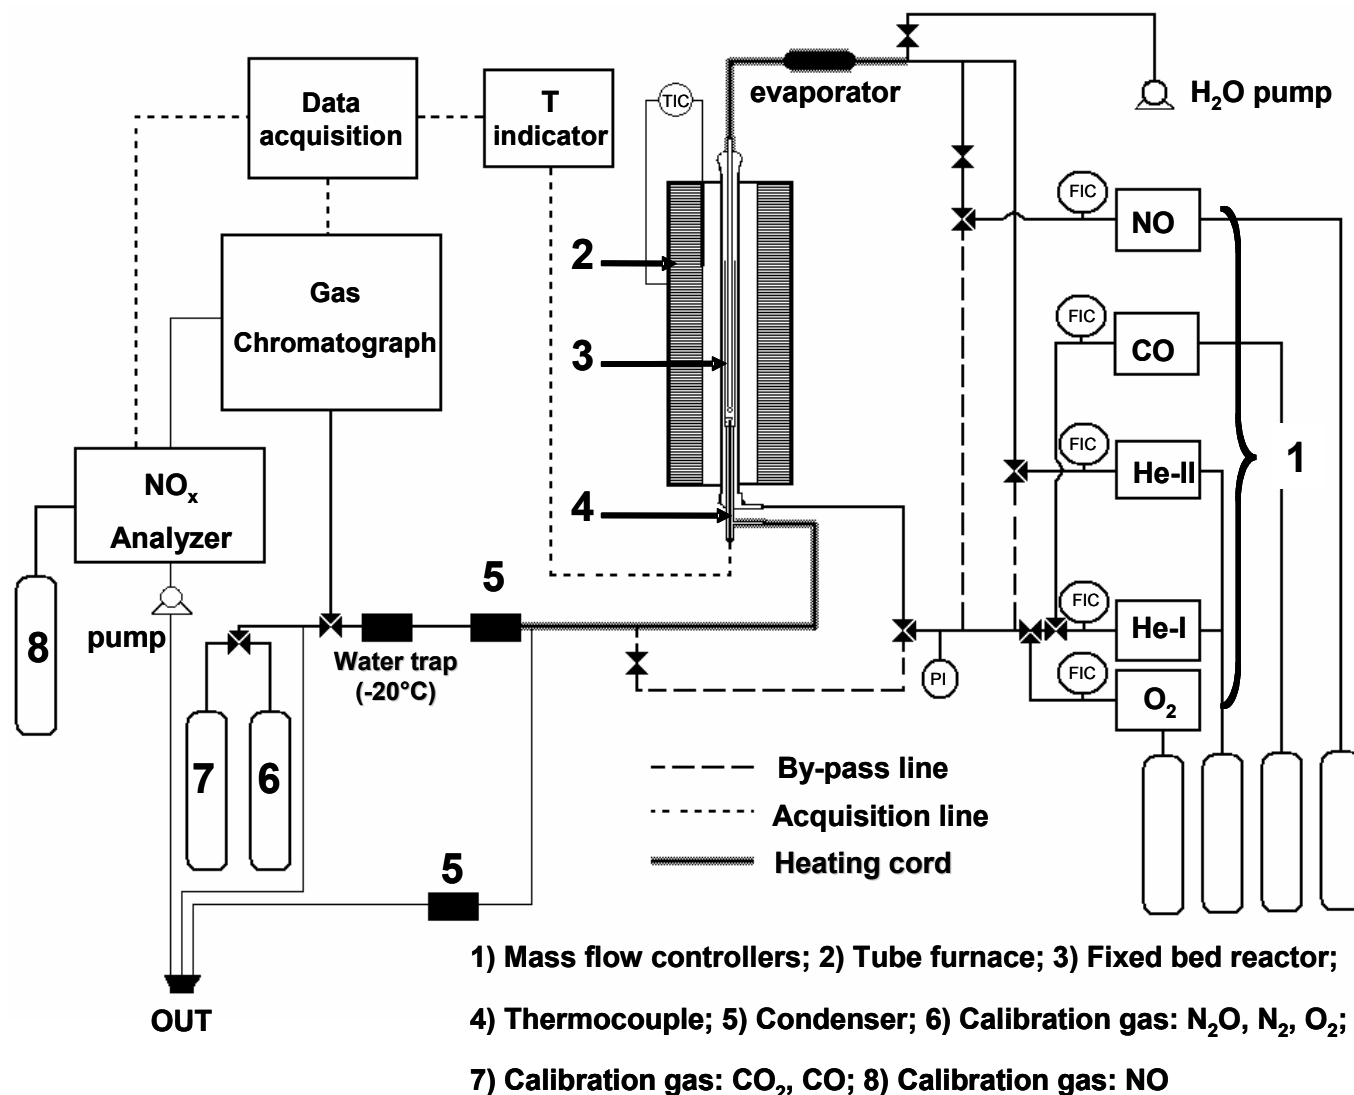 evaporator
H₂O pump
Data
acquisition
T
indicator
TIC
FIC
NO
2
Gas
Chromatograph
FIC
CO
3
FIC
He-II
1
NOₓ
Analyzer
4
5
FIC
He-I
pump
8
Water trap
(-20°C)
PI
FIC
O₂
7
6
By-pass line
Acquisition line
Heating cord
5
OUT
1) Mass flow controllers; 2) Tube furnace; 3) Fixed bed reactor;
4) Thermocouple; 5) Condenser; 6) Calibration gas: N₂O, N₂, O₂;
7) Calibration gas: CO₂, CO; 8) Calibration gas: NO